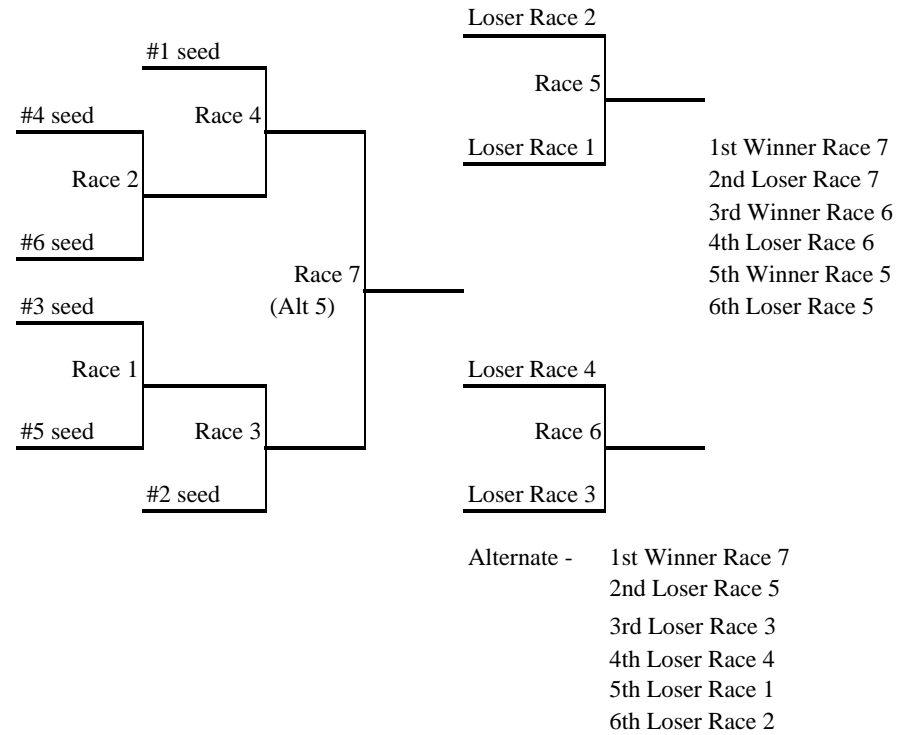 Loser Race 2
#1 seed
Race 5
#4 seed
Race 4
Loser Race 1
1st Winner Race 7
Race 2
2nd Loser Race 7
3rd Winner Race 6
#6 seed
4th Loser Race 6
Race 7
5th Winner Race 5
#3 seed
(Alt 5)
6th Loser Race 5
Race 1
Loser Race 4
#5 seed
Race 3
Race 6
#2 seed
Loser Race 3
Alternate - 1st Winner Race 7
2nd Loser Race 5
3rd Loser Race 3
4th Loser Race 4
5th Loser Race 1
6th Loser Race 2